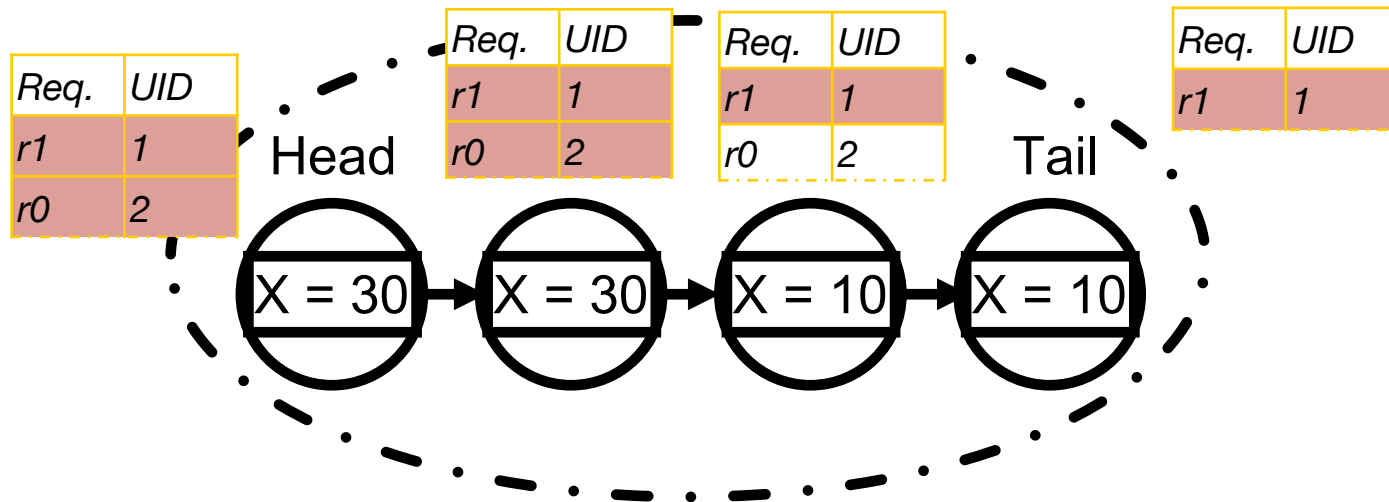 Req. UID
r1 1
r0 2
Req. UID
r1 1
r0 2
Req. UID
r1 1
r0 2
Req. UID
r1 1
Head
Tail
X = 30
X = 30
X = 10
X = 10